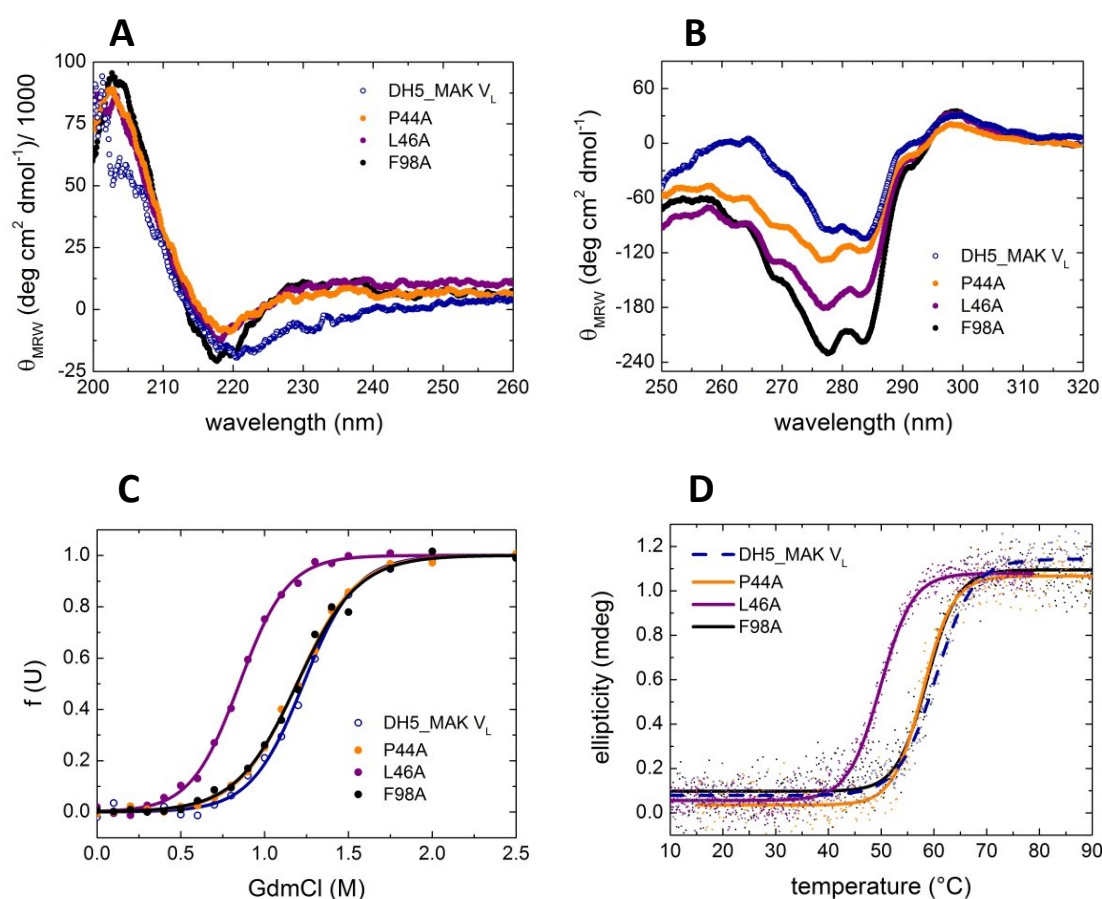 A
100
75
50
25
0
-25
θMRW (deg cm² dmol⁻¹)/ 1000
DH5_MAK VL
P44A
L46A
F98A
200 210 220 230 240 250 260
wavelength (nm)
B
60
0
-60
-120
-180
-240
θMRW (deg cm² dmol⁻¹)
DH5_MAK VL
P44A
L46A
F98A
250 260 270 280 290 300 310 320
wavelength (nm)
C
1.0
0.8
0.6
0.4
0.2
0.0
f (U)
DH5_MAK VL
P44A
L46A
F98A
0.0 0.5 1.0 1.5 2.0 2.5
GdmCl (M)
D
1.2
1.0
0.8
0.6
0.4
0.2
0.0
ellipticity (mdeg)
DH5_MAK VL
P44A
L46A
F98A
10 20 30 40 50 60 70 80 90
temperature (°C)